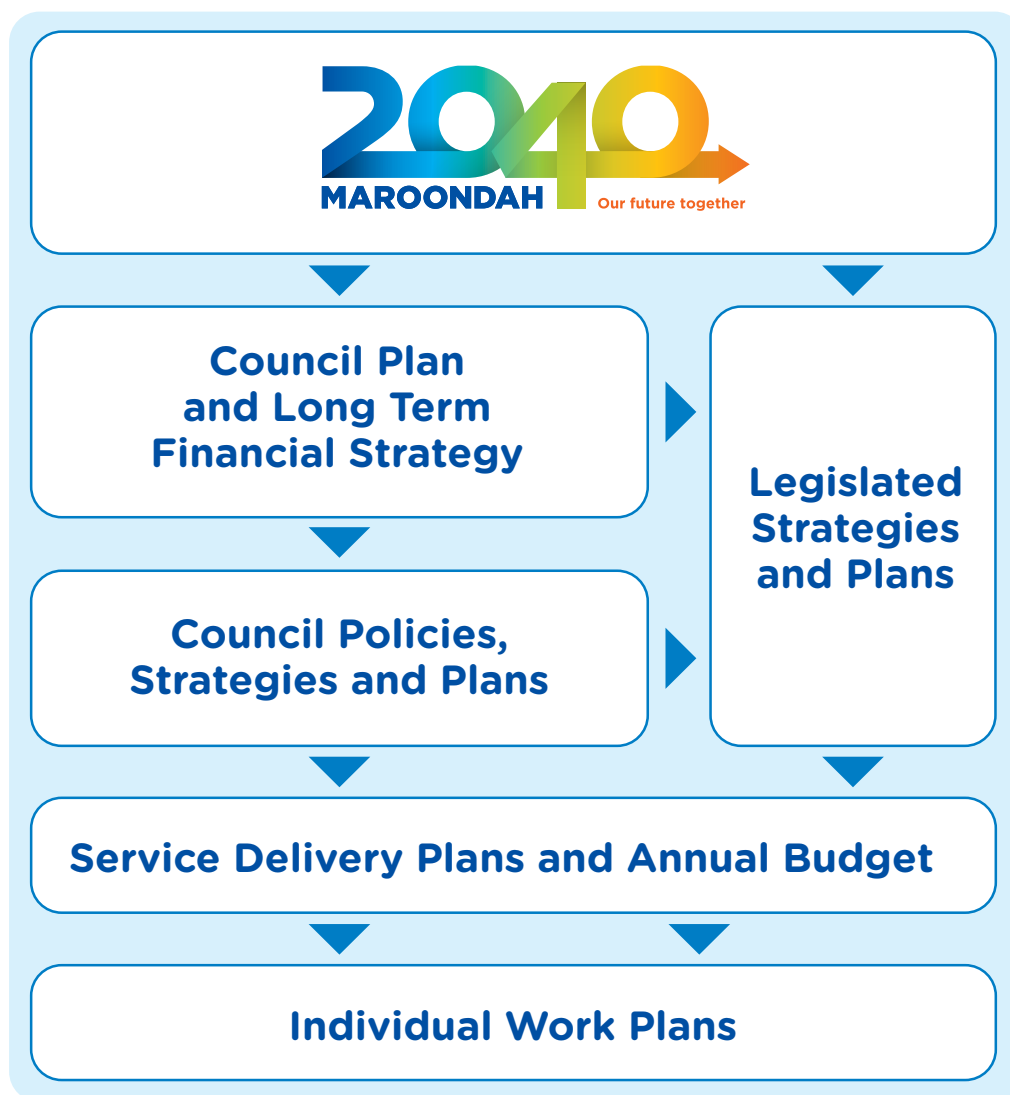 2040
MAROONDAH
Our future together
Council Plan
and Long Term
Financial Strategy
Legislated
Strategies
and Plans
Council Policies,
Strategies and Plans
Service Delivery Plans and Annual Budget
Individual Work Plans